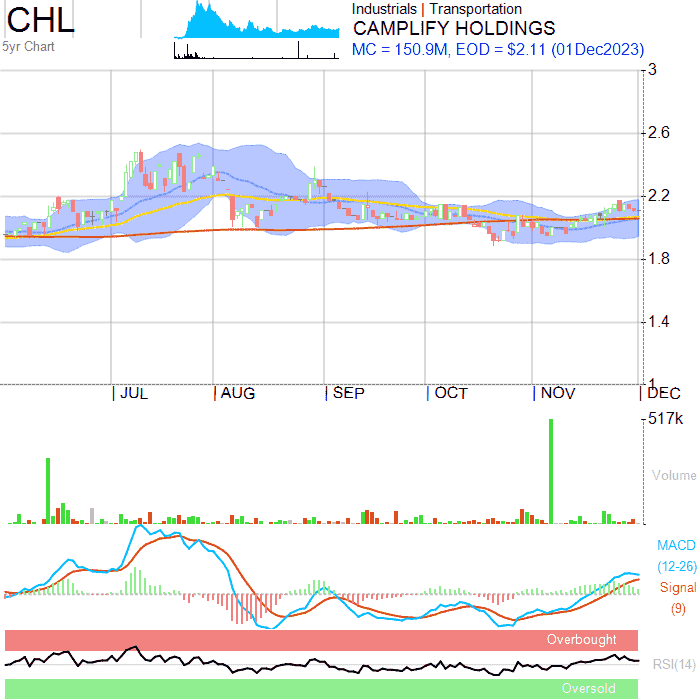 CHL
5yr Chart
Industrials | Transportation
CAMPLIFY HOLDINGS
MC = 150.9M, EOD = $2.11 (01Dec2023)
3
2.6
2.2
1.8
1.4
1
JUL AUG SEP OCT NOV DEC
517k
Volume
MACD
(12-26)
Signal
(9)
Overbought
RSI(14)
Oversold